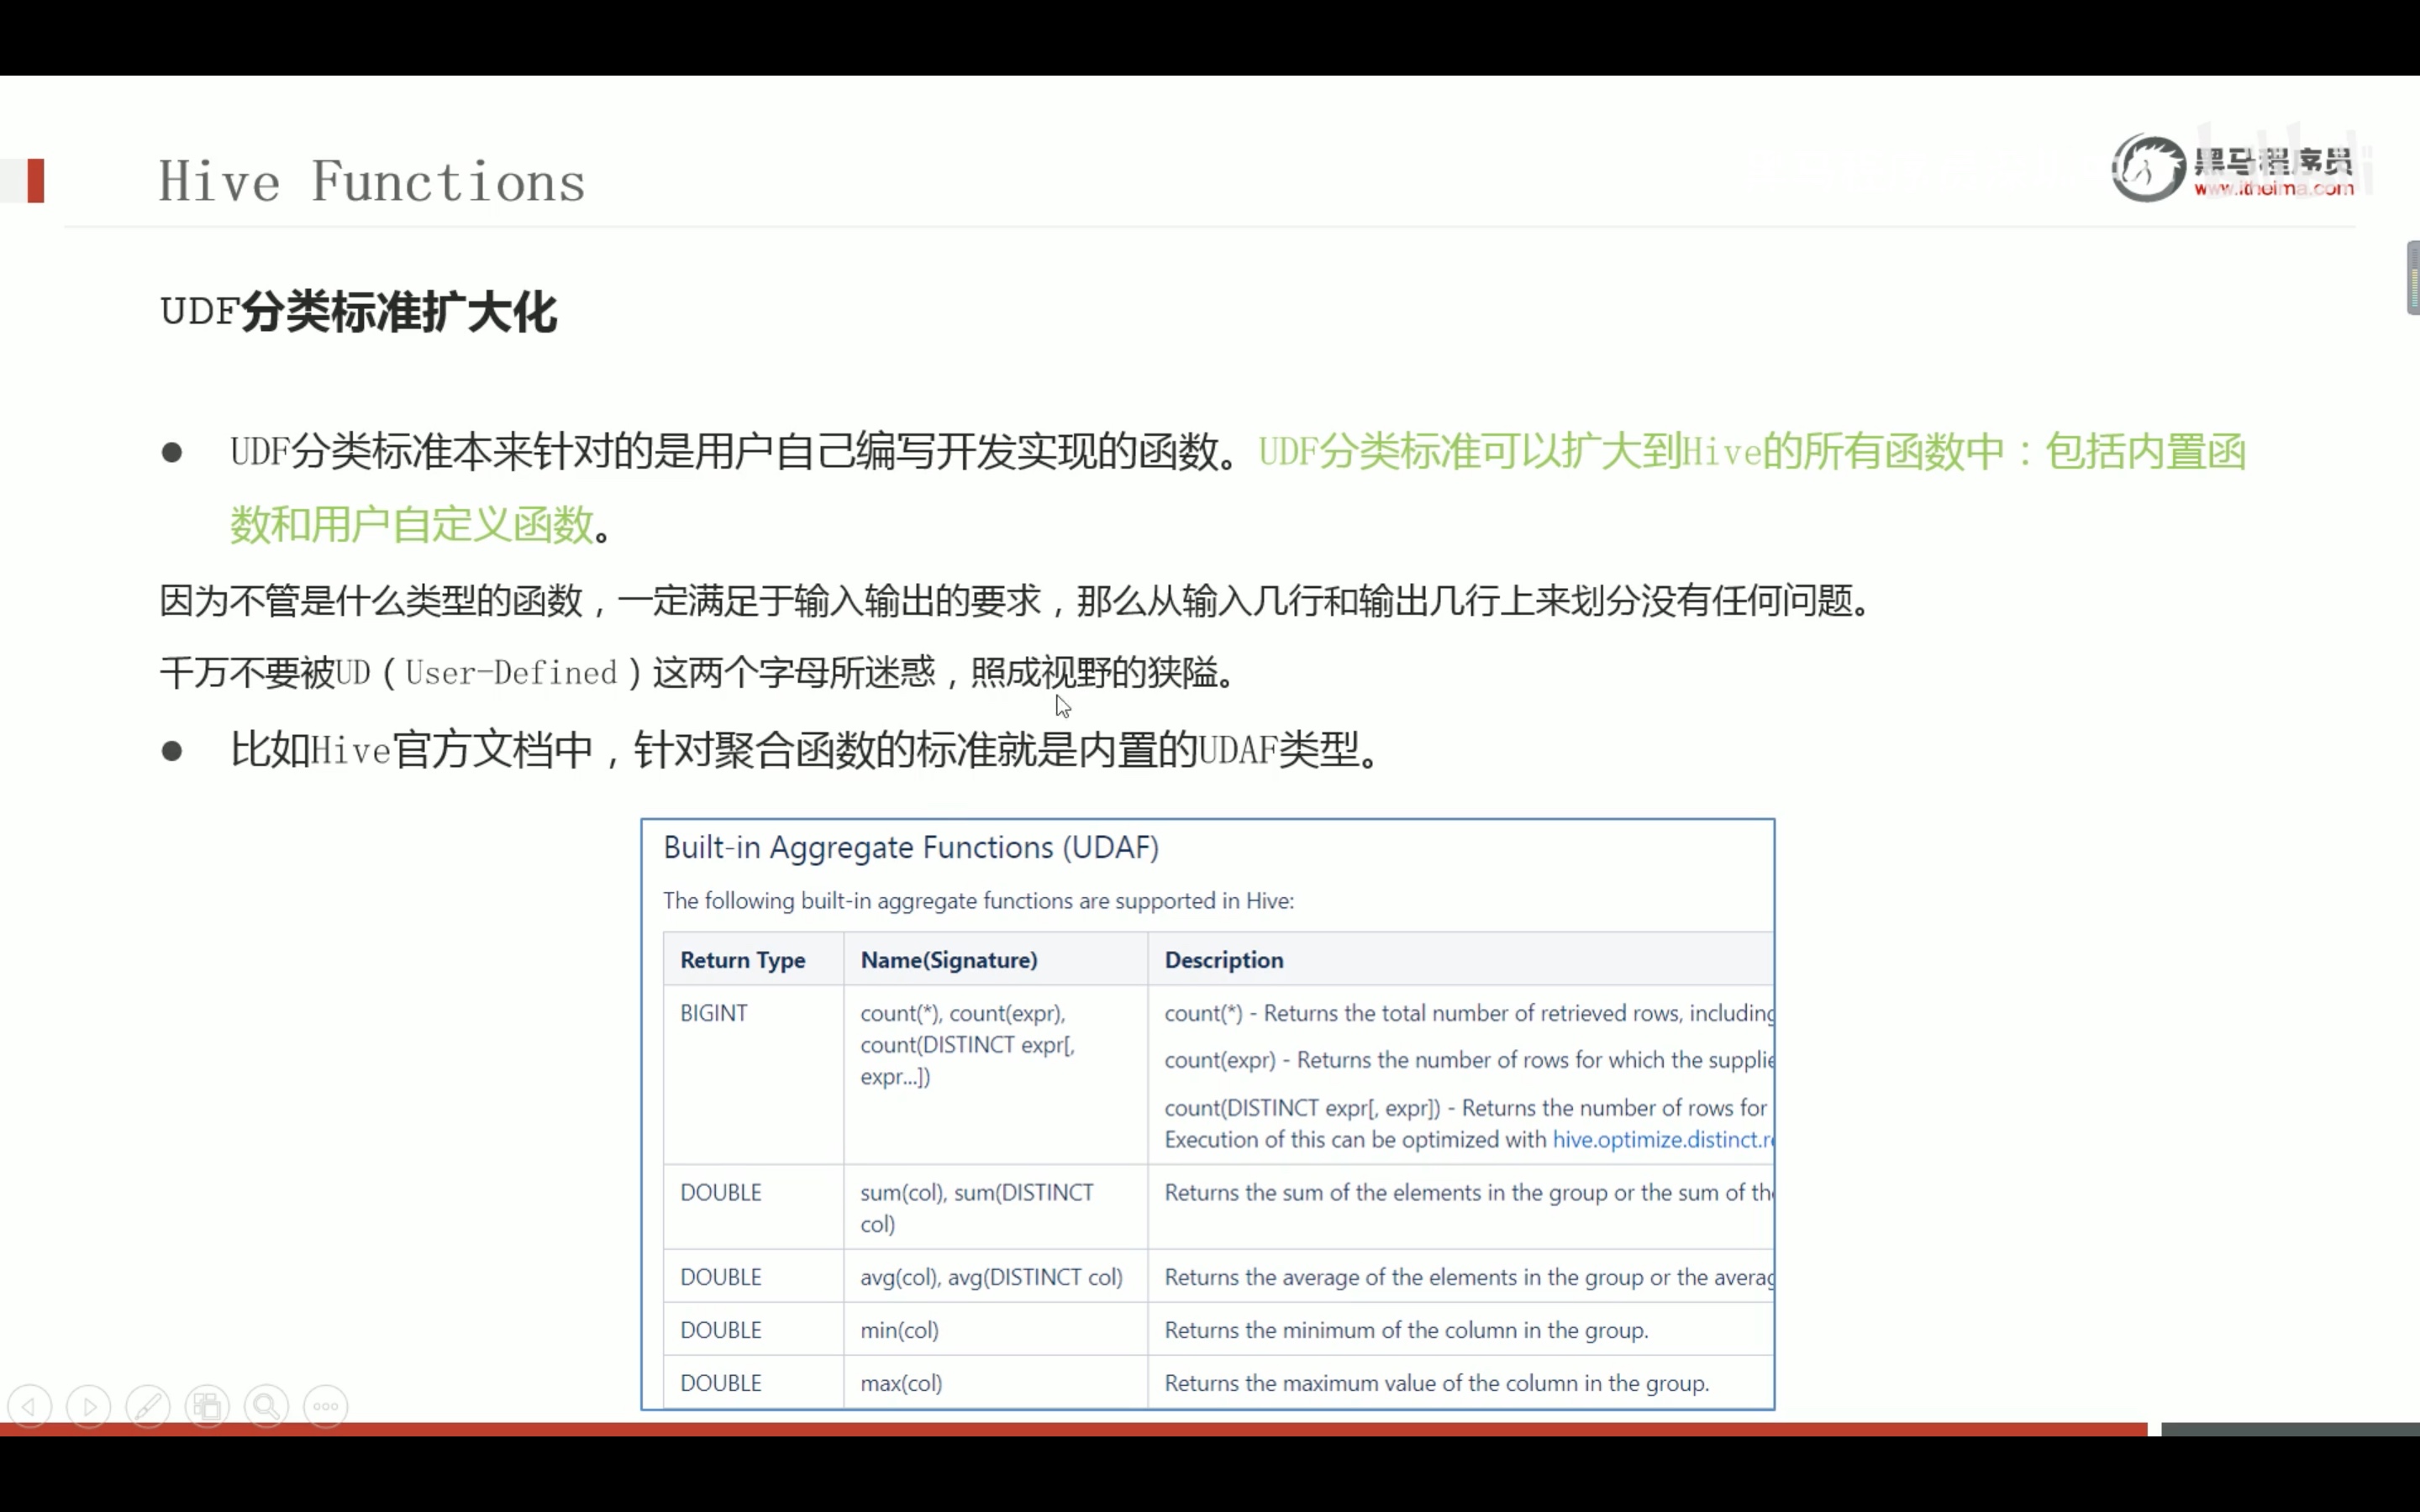 Hive Functions
黑马程序员
www.itheima.com
UDF分类标准扩大化
● UDF分类标准本来针对的是用户自己编写开发实现的函数。UDF分类标准可以扩大到Hive的所有函数中：包括内置函
数和用户自定义函数。
因为不管是什么类型的函数，一定满足于输入输出的要求，那么从输入几行和输出几行上来划分没有任何问题。
千万不要被UD（User-Defined）这两个字母所迷惑，照成视野的狭隘。
● 比如Hive官方文档中，针对聚合函数的标准就是内置的UDAF类型。
Built-in Aggregate Functions (UDAF)
The following built-in aggregate functions are supported in Hive:
Return Type Name(Signature) Description
BIGINT count(*), count(expr), count(*) - Returns the total number of retrieved rows, including
count(DISTINCT expr[,
expr...])
count(expr) - Returns the number of rows for which the supplie
count(DISTINCT expr[, expr]) - Returns the number of rows for
Execution of this can be optimized with hive.optimize.distinct.re
DOUBLE sum(col), sum(DISTINCT Returns the sum of the elements in the group or the sum of the
col)
DOUBLE avg(col), avg(DISTINCT col) Returns the average of the elements in the group or the averag
DOUBLE min(col) Returns the minimum of the column in the group.
DOUBLE max(col) Returns the maximum value of the column in the group.